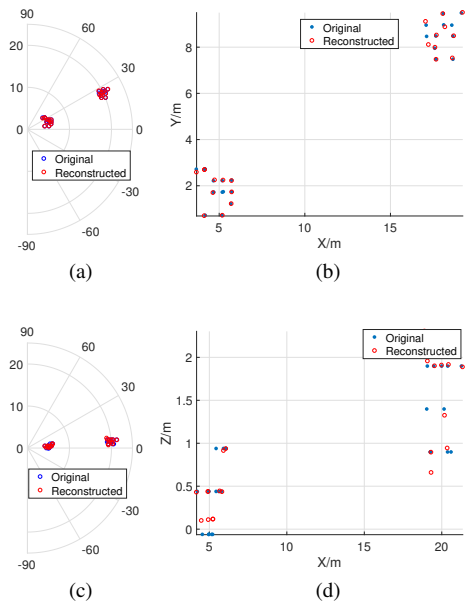 90
60
20
30
10
0
0
Original
Reconstructed
-30
-60
-90
(a)
Y/m
8
6
4
2
5
10
15
X/m
Original
Reconstructed
(b)
90
60
20
30
10
0
0
Original
Reconstructed
-30
-60
-90
(c)
Z/m
2
1.5
1
0.5
0
5
10
15
20
X/m
Original
Reconstructed
(d)